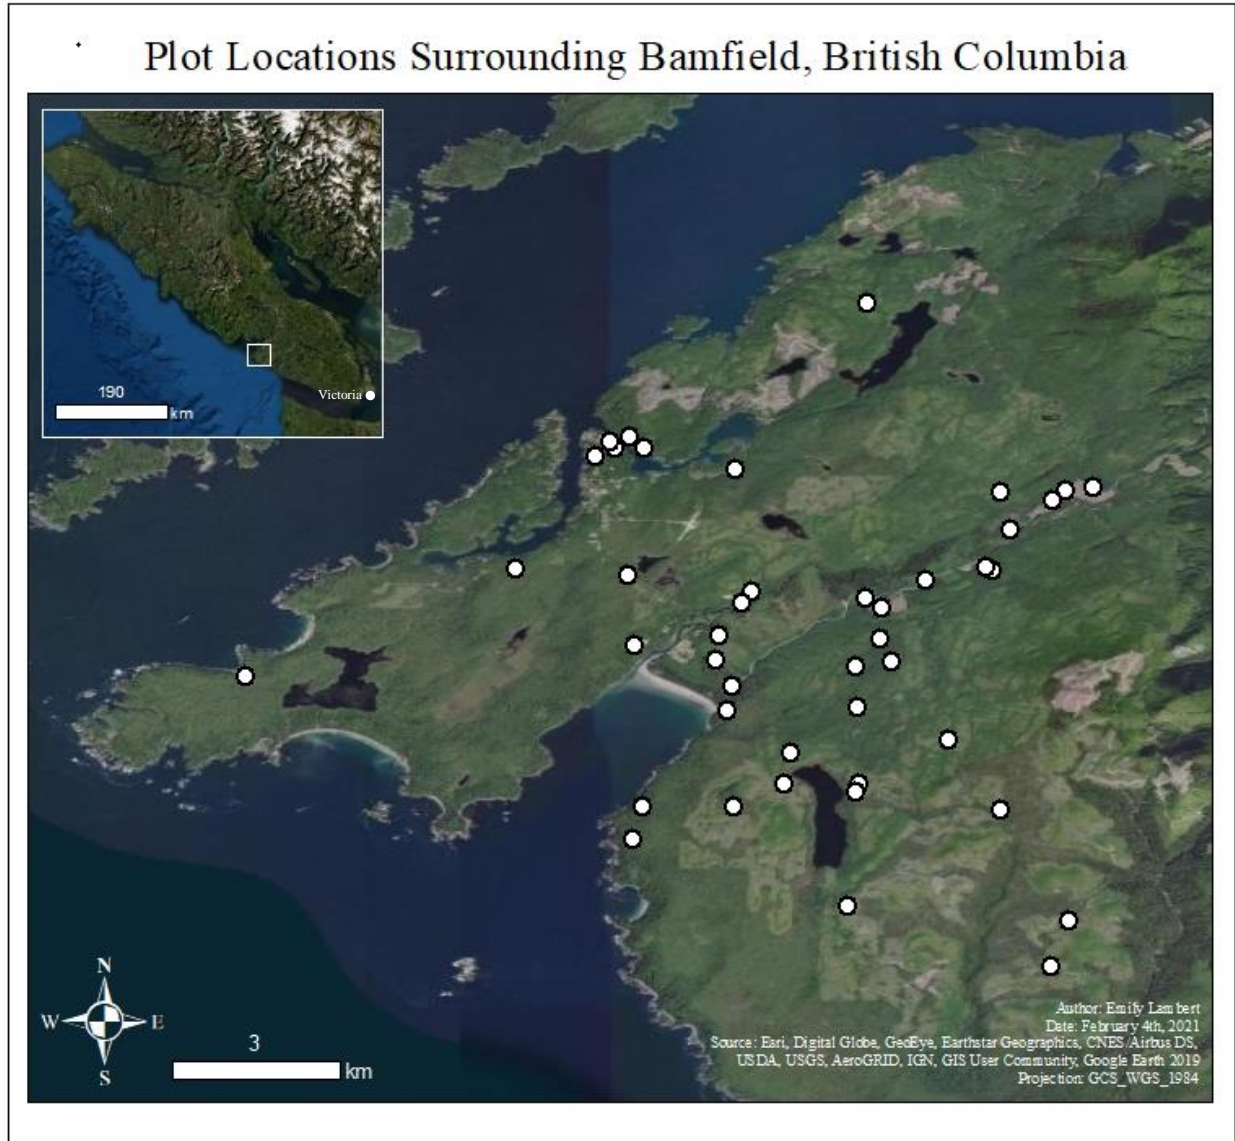 Plot Locations Surrounding Bamfield, British Columbia
190
km
Victoria
N
W E
S
3
km
Author: Emily Lambert
Date: February 4th, 2021
Source: Esri, Digital Globe, GeoEye, Earthstar Geographics, CNES/Airbus DS,
USDA, USGS, AeroGRID, IGN, GIS User Community, Google Earth 2019
Projection: GCS_WGS_1984